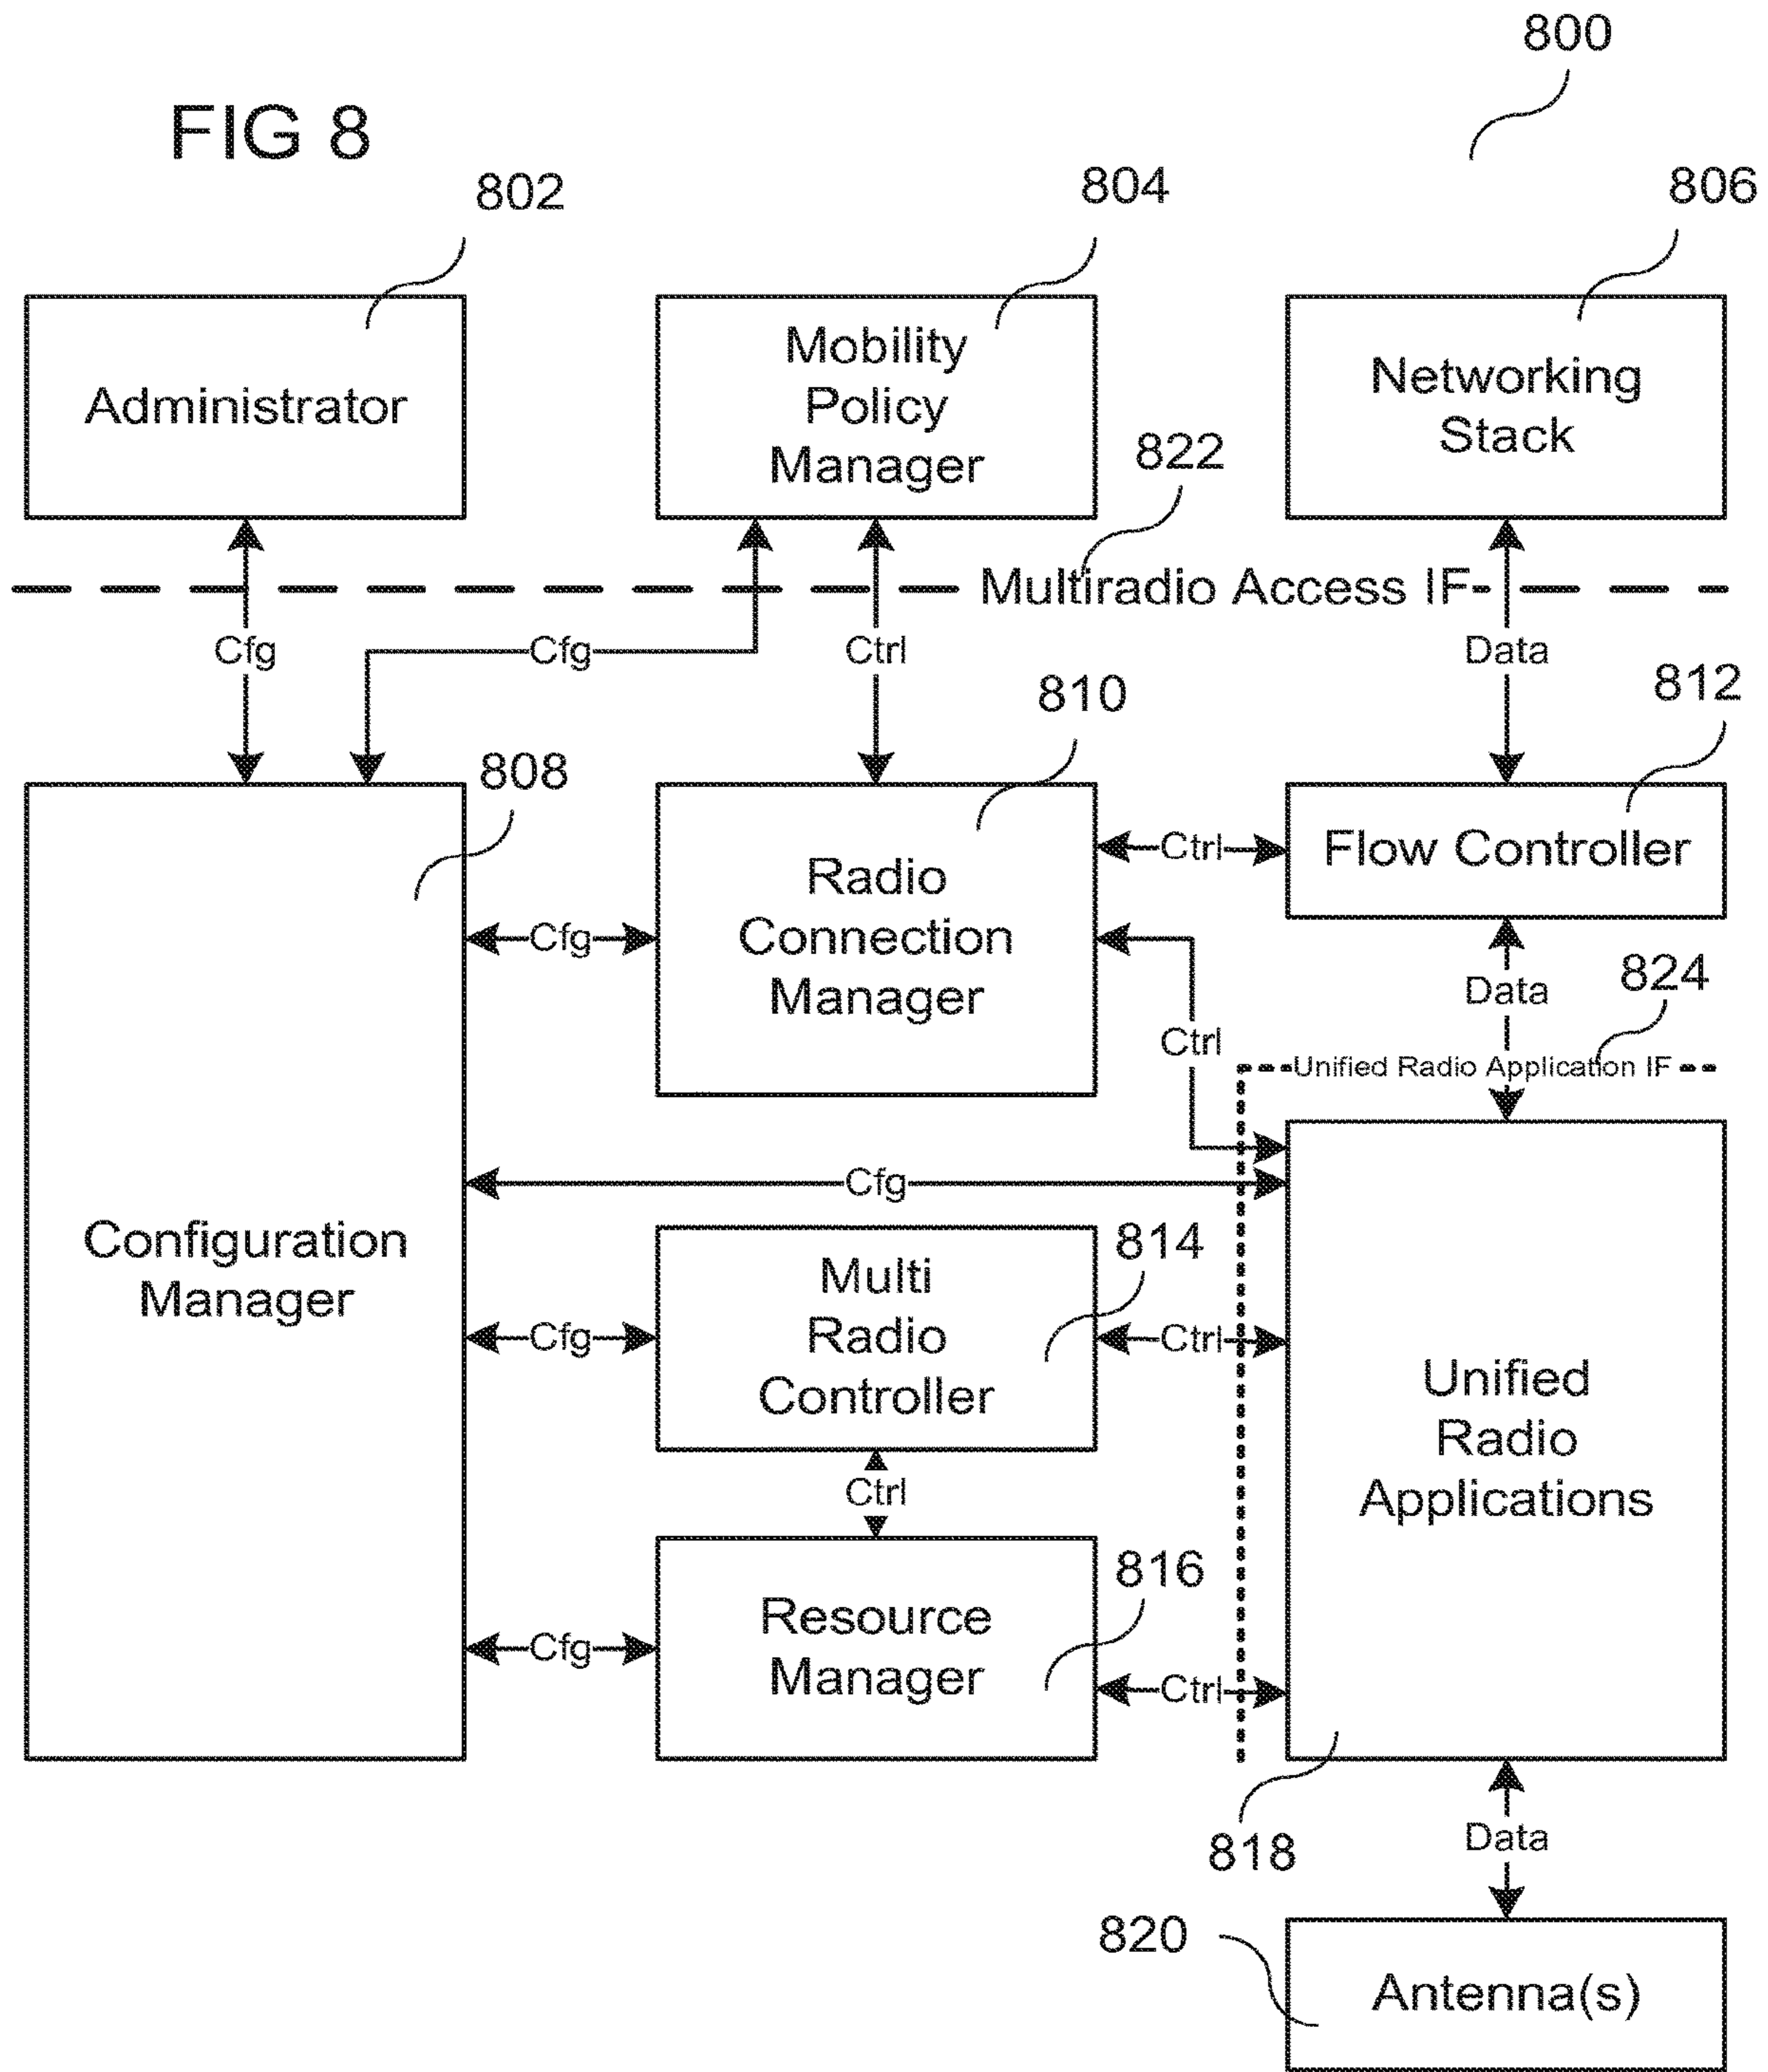 800
FIG 8
802
804
806
Administrator
Mobility
Policy
Manager
Networking
Stack
822
Multiradio Access IF
Cfg
Cfg
Ctrl
Data
808
810
812
Radio
Connection
Manager
Ctrl
Flow Controller
Cfg
Data
824
Ctrl
Unified Radio Application IF
Cfg
Configuration
Manager
814
Multi
Radio
Controller
Cfg
Ctrl
Unified
Radio
Applications
Ctrl
816
Resource
Manager
Cfg
Ctrl
818
Data
820
Antenna(s)